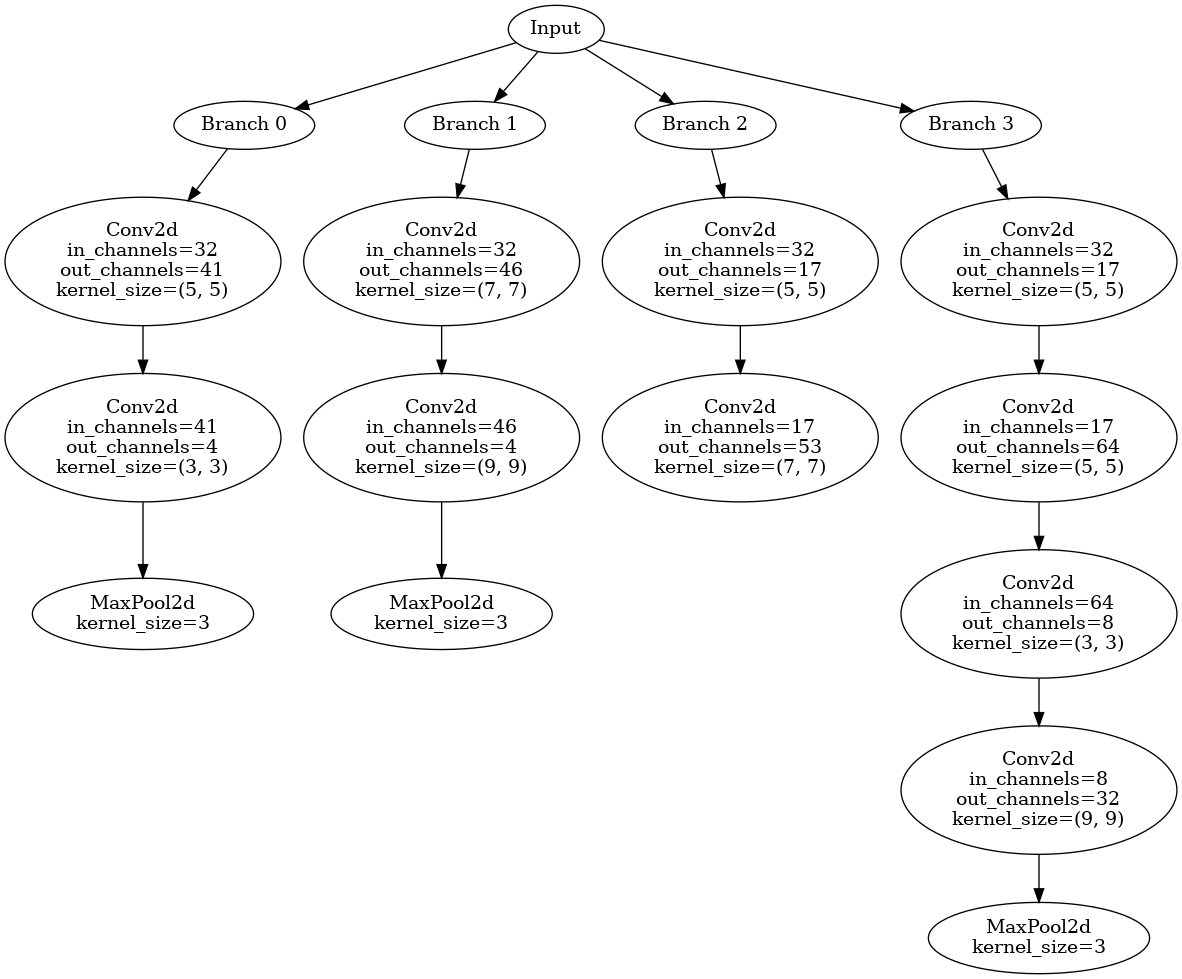 Input
Branch 0
Branch 1
Branch 2
Branch 3
Conv2d
in_channels=32
out_channels=41
kernel_size=(5, 5)
Conv2d
in_channels=32
out_channels=46
kernel_size=(7, 7)
Conv2d
in_channels=32
out_channels=17
kernel_size=(5, 5)
Conv2d
in_channels=32
out_channels=17
kernel_size=(5, 5)
Conv2d
in_channels=41
out_channels=4
kernel_size=(3, 3)
Conv2d
in_channels=46
out_channels=4
kernel_size=(9, 9)
Conv2d
in_channels=17
out_channels=53
kernel_size=(7, 7)
Conv2d
in_channels=17
out_channels=64
kernel_size=(5, 5)
MaxPool2d
kernel_size=3
MaxPool2d
kernel_size=3
Conv2d
in_channels=64
out_channels=8
kernel_size=(3, 3)
Conv2d
in_channels=8
out_channels=32
kernel_size=(9, 9)
MaxPool2d
kernel_size=3